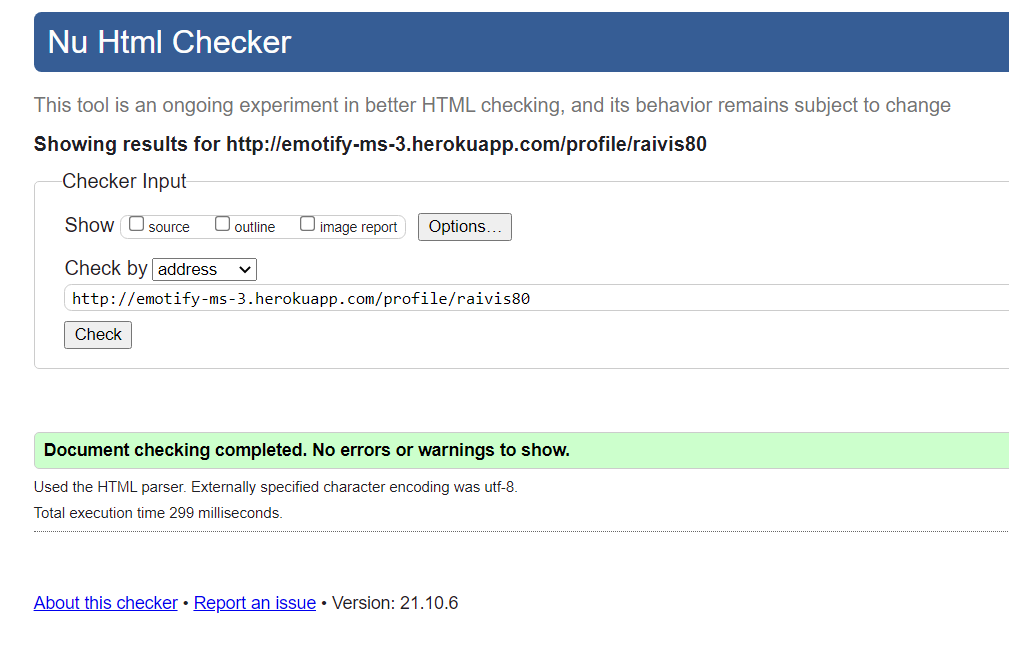 Nu Html Checker
This tool is an ongoing experiment in better HTML checking, and its behavior remains subject to change
Showing results for http://emotify-ms-3.herokuapp.com/profile/raivis80
Checker Input
Show source outline image report Options...
Check by address
http://emotify-ms-3.herokuapp.com/profile/raivis80
Check
Document checking completed. No errors or warnings to show.
Used the HTML parser. Externally specified character encoding was utf-8.
Total execution time 299 milliseconds.
About this checker • Report an issue • Version: 21.10.6